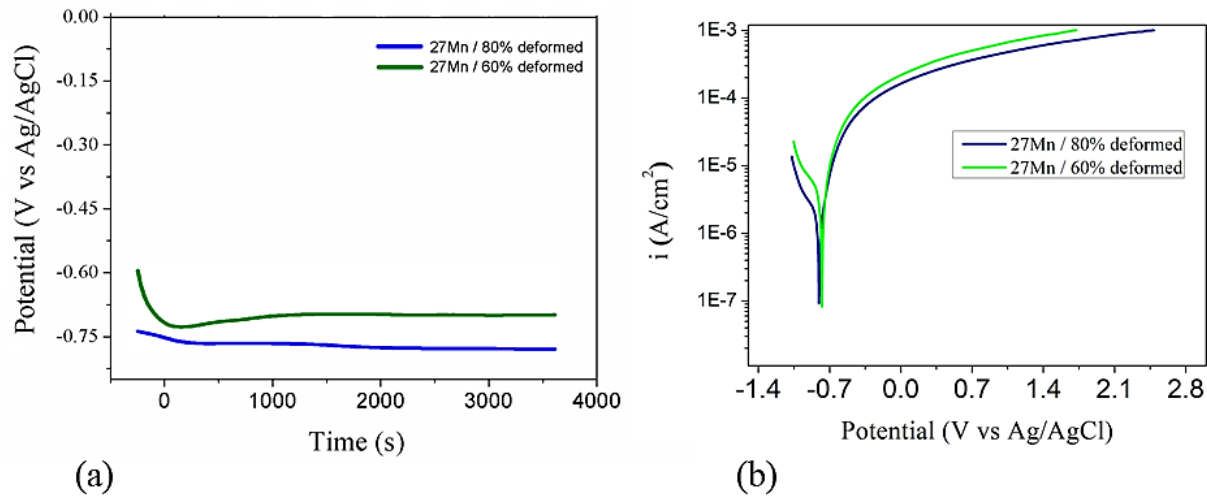 0.00
-0.15
-0.30
-0.45
-0.60
-0.75
Potential (V vs Ag/AgCl)
27Mn / 80% deformed
27Mn / 60% deformed
0 1000 2000 3000 4000
Time (s)
(a)
1E-3
1E-4
1E-5
1E-6
1E-7
i (A/cm²)
27Mn / 80% deformed
27Mn / 60% deformed
-1.4 -0.7 0.0 0.7 1.4 2.1 2.8
Potential (V vs Ag/AgCl)
(b)